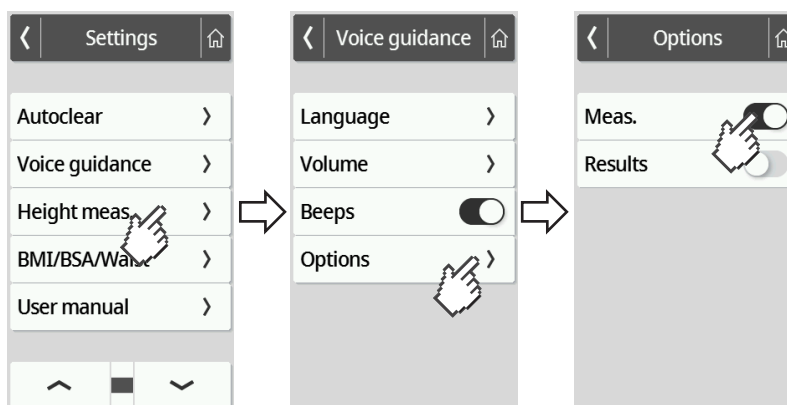 Settings
Autoclear
Voice guidance
Height meas.
BMI/BSA/Waist
User manual
Voice guidance
Language
Volume
Beeps
Options
Options
Meas.
Results